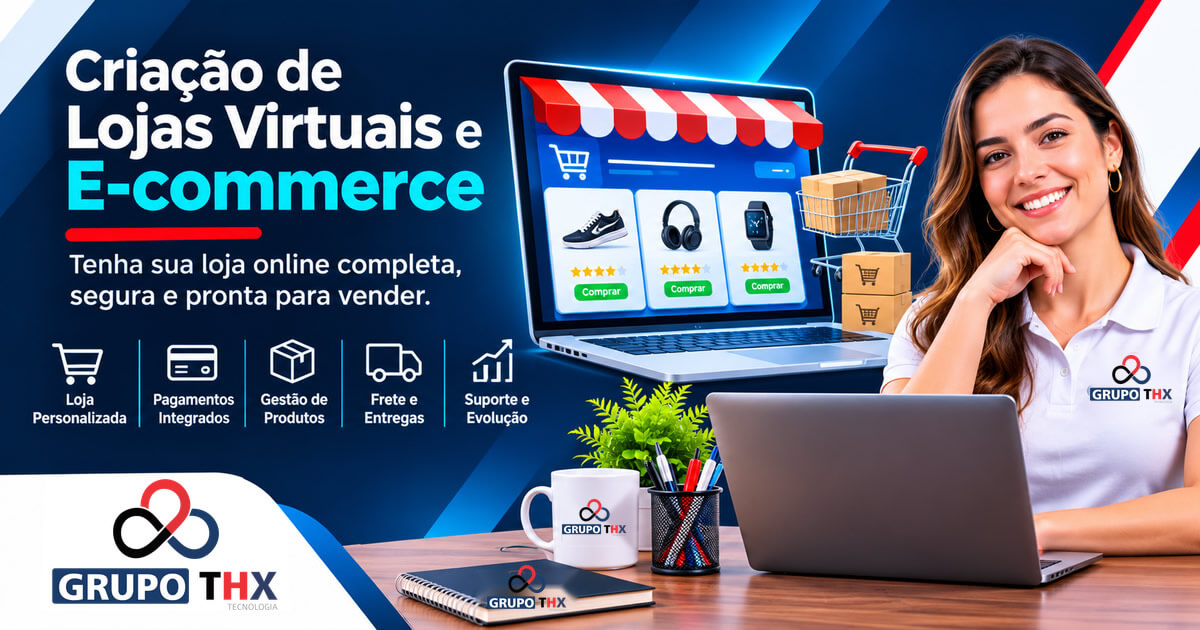 Criação de
Lojas Virtuais e
E-commerce
Tenha sua loja online completa,
segura e pronta para vender.
Loja
Personalizada
Pagamentos
Integrados
Gestão de
Produtos
Frete e
Entregas
Suporte e
Evolução
Comprar
Comprar
Comprar
GRUPO THX
GRUPO THX
GRUPO THX
GRUPO THX
TECNOLOGIA